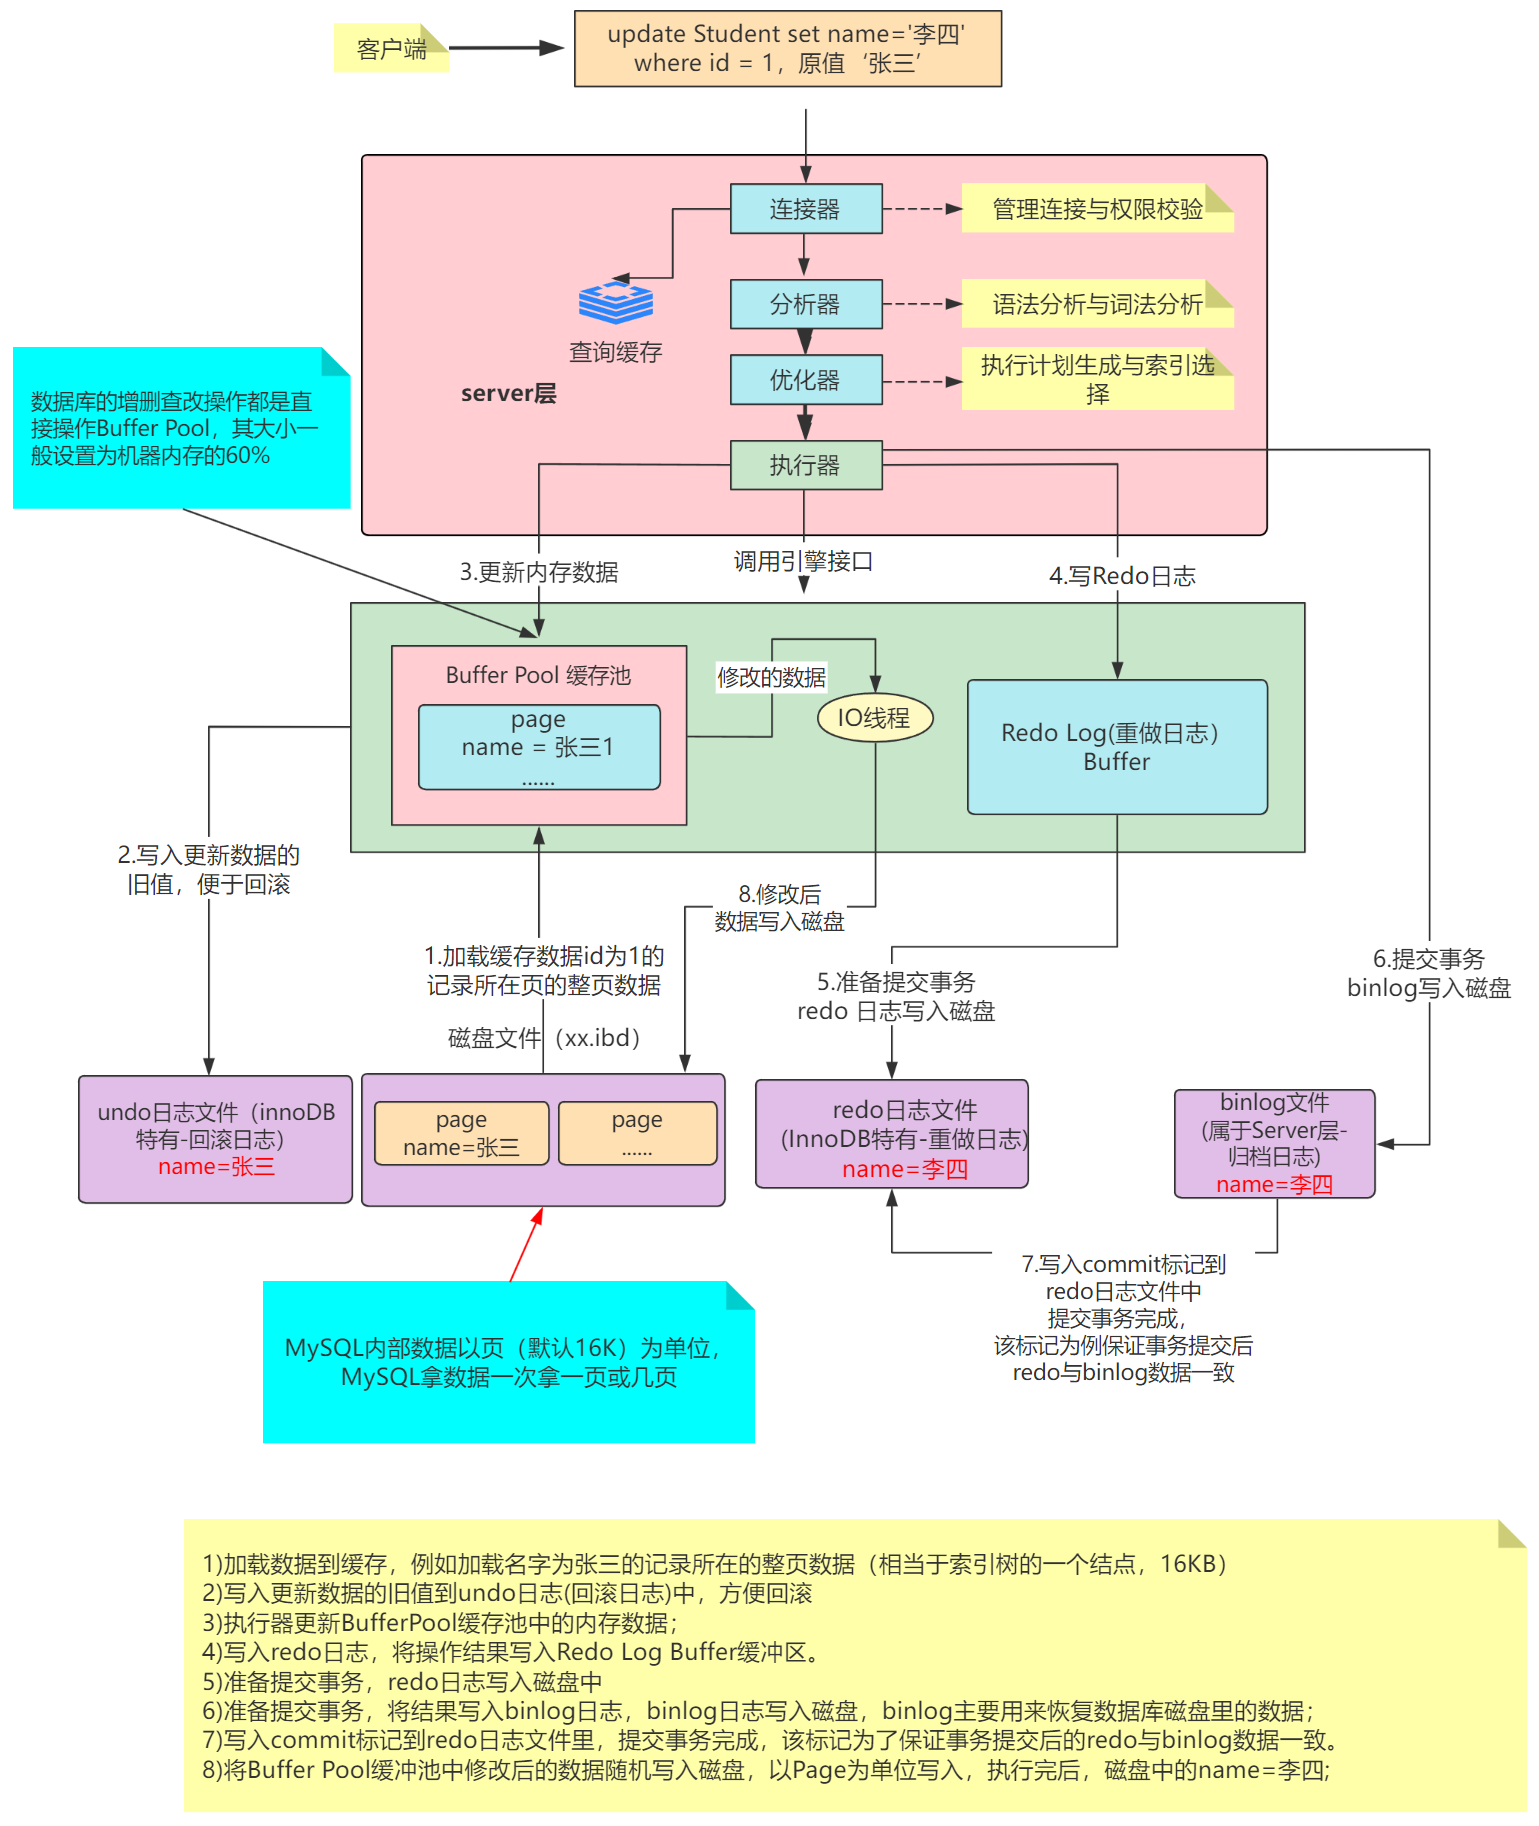 客户端
update Student set name='李四'
where id = 1，原值‘张三’
连接器
管理连接与权限校验
分析器
语法分析与词法分析
查询缓存
优化器
执行计划生成与索引选
择
server层
数据库的增删查改操作都是直
接操作Buffer Pool，其大小一
般设置为机器内存的60%
执行器
3.更新内存数据
调用引擎接口
4.写Redo日志
Buffer Pool 缓存池
page
name = 张三1
......
修改的数据
IO线程
Redo Log(重做日志）
Buffer
2.写入更新数据的
旧值，便于回滚
8.修改后
数据写入磁盘
1.加载缓存数据id为1的
记录所在页的整页数据
磁盘文件（xx.ibd）
5.准备提交事务
redo 日志写入磁盘
6.提交事务
binlog写入磁盘
undo日志文件（innoDB
特有-回滚日志）
name=张三
page
name=张三
page
......
redo日志文件
(InnoDB特有-重做日志)
name=李四
binlog文件
(属于Server层-
归档日志)
name=李四
7.写入commit标记到
redo日志文件中
提交事务完成，
该标记为例保证事务提交后
redo与binlog数据一致
MySQL内部数据以页（默认16K）为单位，
MySQL拿数据一次拿一页或几页
1)加载数据到缓存，例如加载名字为张三的记录所在的整页数据（相当于索引树的一个结点，16KB）
2)写入更新数据的旧值到undo日志(回滚日志)中，方便回滚
3)执行器更新BufferPool缓存池中的内存数据；
4)写入redo日志，将操作结果写入Redo Log Buffer缓冲区。
5)准备提交事务，redo日志写入磁盘中
6)准备提交事务，将结果写入binlog日志，binlog日志写入磁盘，binlog主要用来恢复数据库磁盘里的数据；
7)写入commit标记到redo日志文件里，提交事务完成，该标记为了保证事务提交后的redo与binlog数据一致。
8)将Buffer Pool缓冲池中修改后的数据随机写入磁盘，以Page为单位写入，执行完后，磁盘中的name=李四;